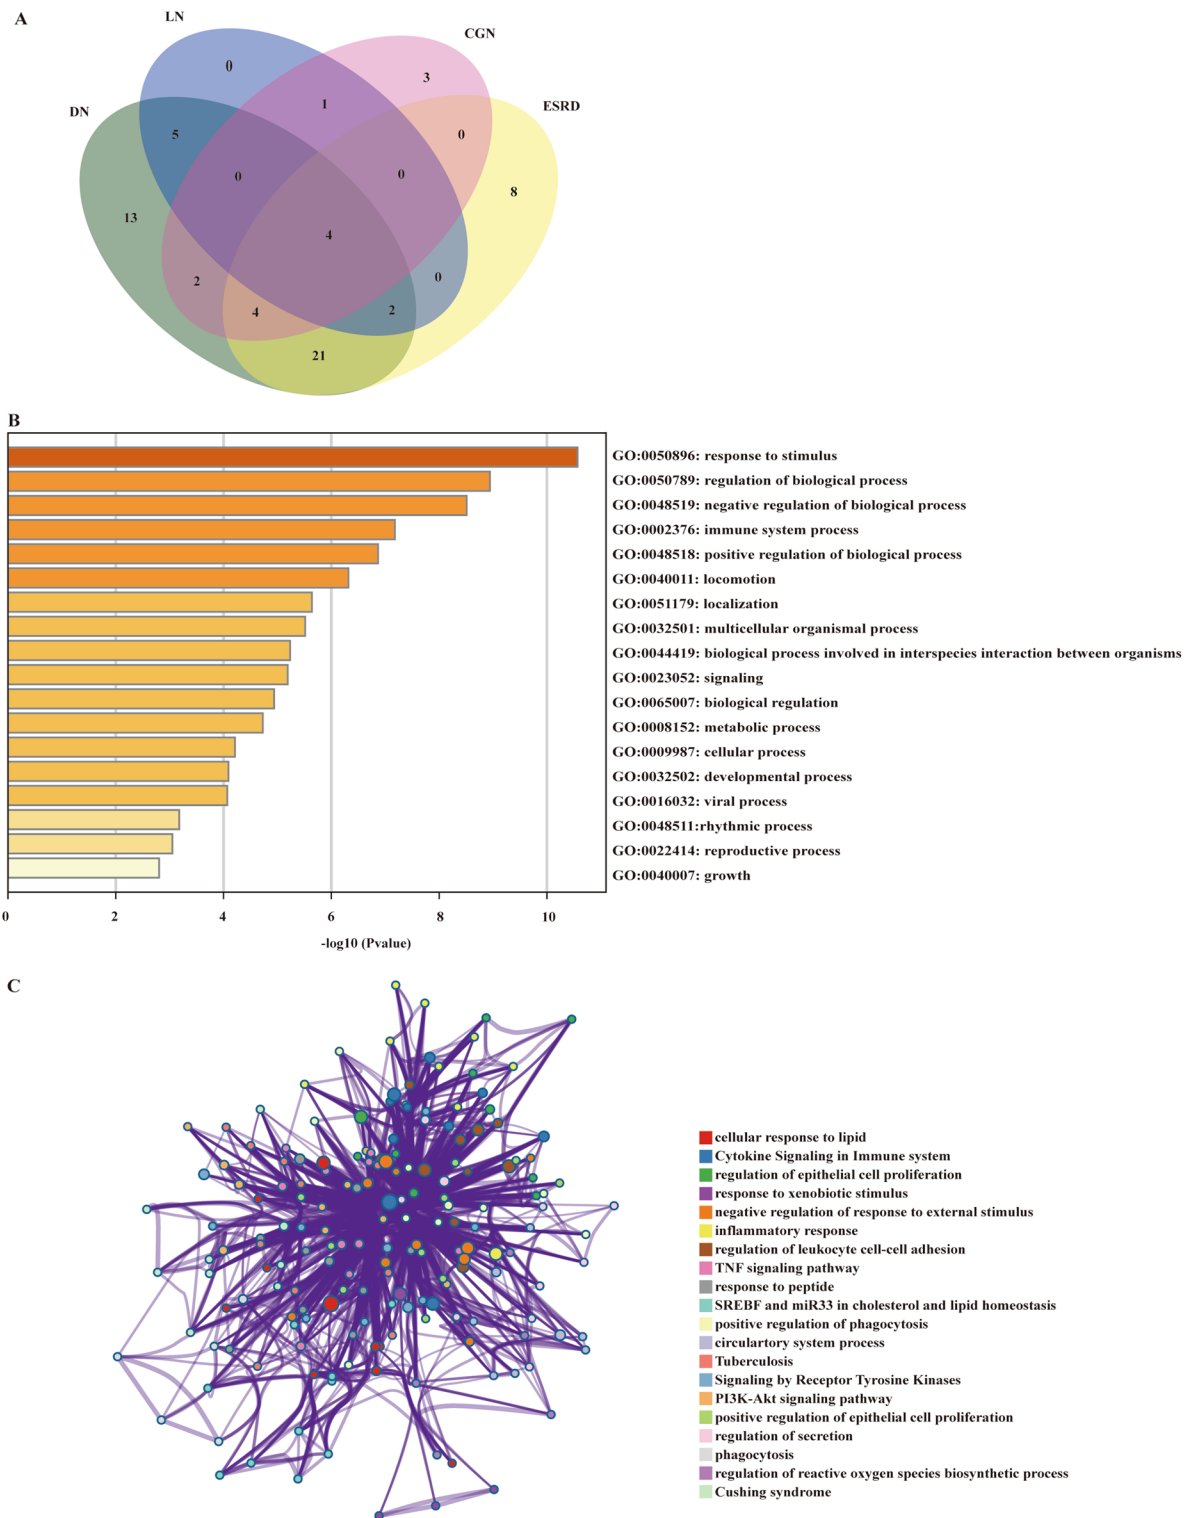 A
LN
CGN
DN
ESRD
0
3
1
5
0
0
0
8
13
4
2
0
4
2
21
B
GO:0050896: response to stimulus
GO:0050789: regulation of biological process
GO:0048519: negative regulation of biological process
GO:0002376: immune system process
GO:0048518: positive regulation of biological process
GO:0040011: locomotion
GO:0051179: localization
GO:0032501: multicellular organismal process
GO:0044419: biological process involved in interspecies interaction between organisms
GO:0023052: signaling
GO:0065007: biological regulation
GO:0008152: metabolic process
GO:0009987: cellular process
GO:0032502: developmental process
GO:0016032: viral process
GO:0048511:rhythmic process
GO:0022414: reproductive process
GO:0040007: growth
0 2 4 6 8 10
-log10 (Pvalue)
C
cellular response to lipid
Cytokine Signaling in Immune system
regulation of epithelial cell proliferation
response to xenobiotic stimulus
negative regulation of response to external stimulus
inflammatory response
regulation of leukocyte cell-cell adhesion
TNF signaling pathway
response to peptide
SREBF and miR33 in cholesterol and lipid homeostasis
positive regulation of phagocytosis
circulartory system process
Tuberculosis
Signaling by Receptor Tyrosine Kinases
PI3K-Akt signaling pathway
positive regulation of epithelial cell proliferation
regulation of secretion
phagocytosis
regulation of reactive oxygen species biosynthetic process
Cushing syndrome